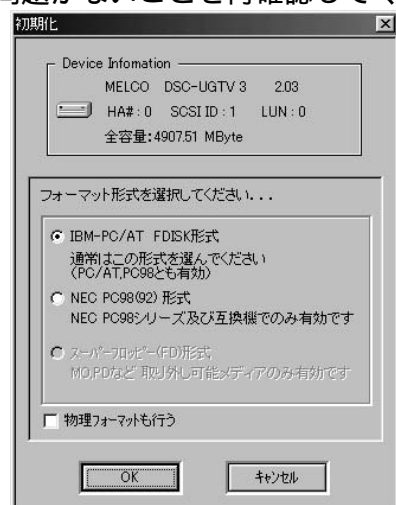 初期化
Device Infomation
MELCO DSC-UGTV 3 2.03
HA#：0 SCSI ID：1 LUN：0
全容量：4907.51 MByte
フォーマット形式を選択してください...
IBM-PC/AT FDISK形式
通常はこの形式を選んでください
(PC/AT,PC98とも有効)
NEC PC98(92) 形式
NEC PC98シリーズ及び互換機でのみ有効です
スーパーフロッピー(FD)形式
MO,PDなど 取り外し可能メディアのみ有効です
物理フォーマットも行う
OK キャンセル